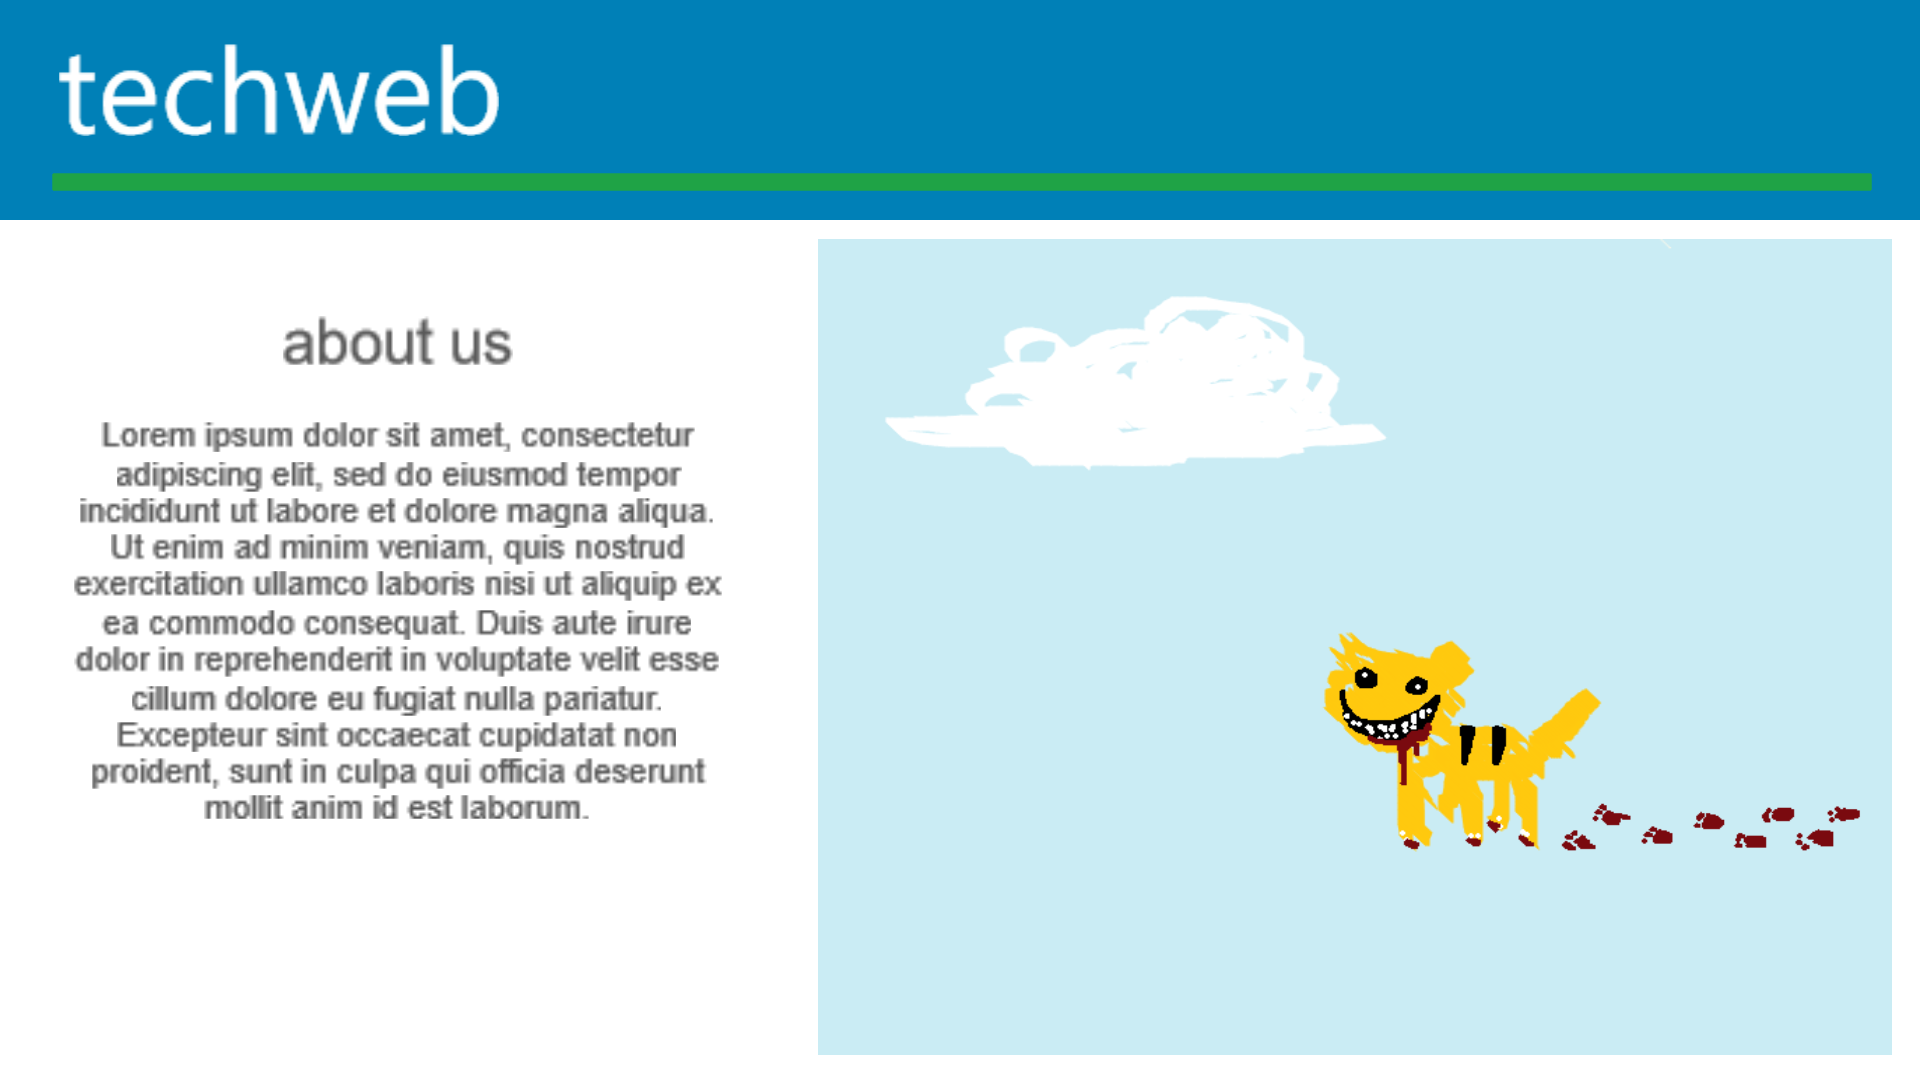 techweb
about us
Lorem ipsum dolor sit amet, consectetur
adipiscing elit, sed do eiusmod tempor
incididunt ut labore et dolore magna aliqua.
Ut enim ad minim veniam, quis nostrud
exercitation ullamco laboris nisi ut aliquip ex
ea commodo consequat. Duis aute irure
dolor in reprehenderit in voluptate velit esse
cillum dolore eu fugiat nulla pariatur.
Excepteur sint occaecat cupidatat non
proident, sunt in culpa qui officia deserunt
mollit anim id est laborum.